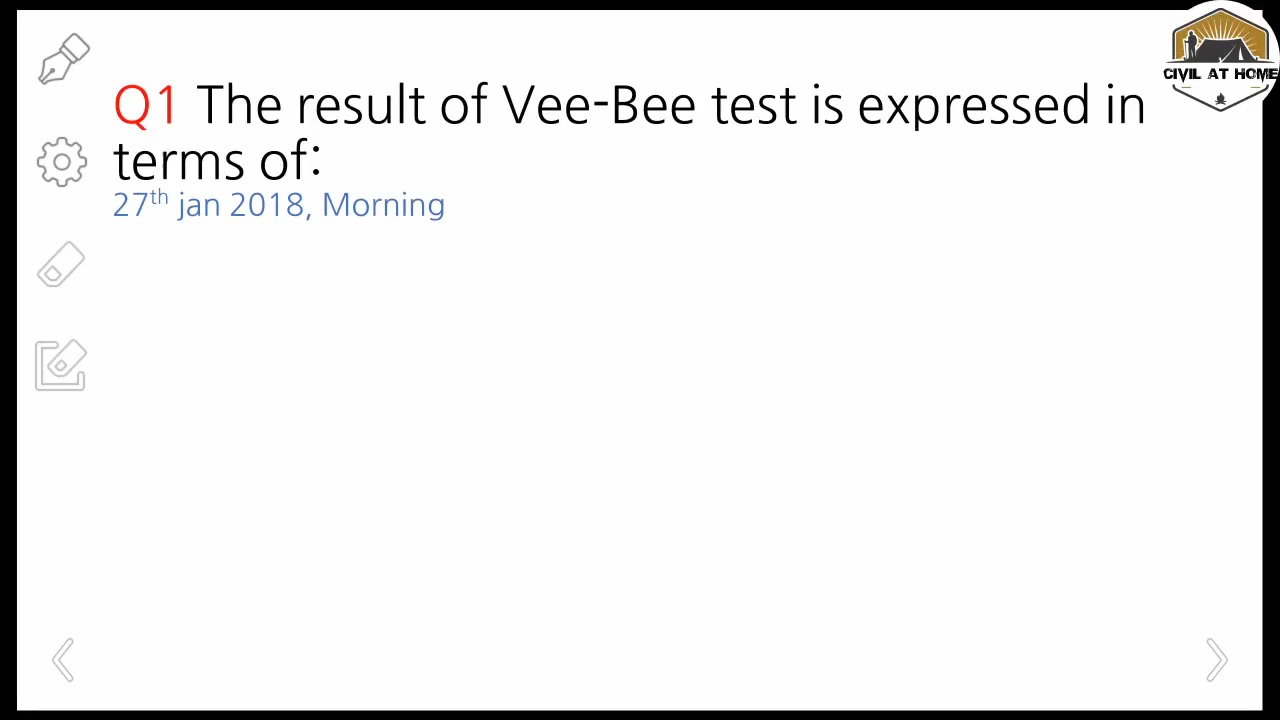 CIVIL AT HOME
Q1 The result of Vee-Bee test is expressed in
terms of:
27th jan 2018, Morning